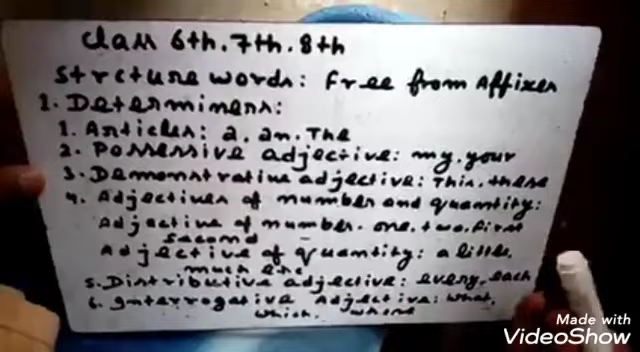 Class 6th. 7th. 8th
Strcture words: Free from Affixes
1. Determiners:
1. Articles: a. an. The
2. Possessive adjective: my. your
3. Demonstrative adjective: This. these
4. Adjectives of number and quantity:
Adjective of number. one. two. first
second
Adjective of quantity: a little.
much etc
5. Distributive adjective: every. each
6. Interrogative Adjective: what.
which.
Made with
VideoShow